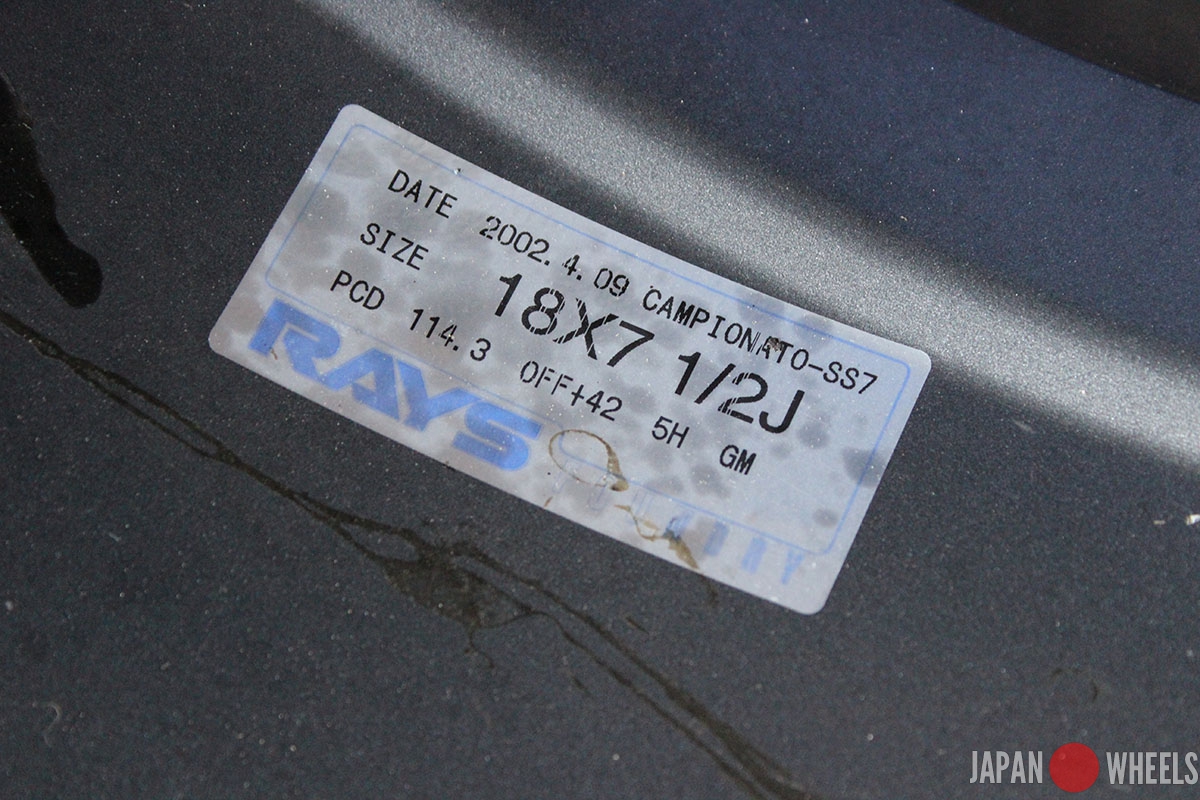 DATE 2002.4.09 CAMPIONATO-SS7
SIZE 18X7 1/2J
PCD 114.3 OFF+42 5H GM
RAYS
JAPAN WHEELS